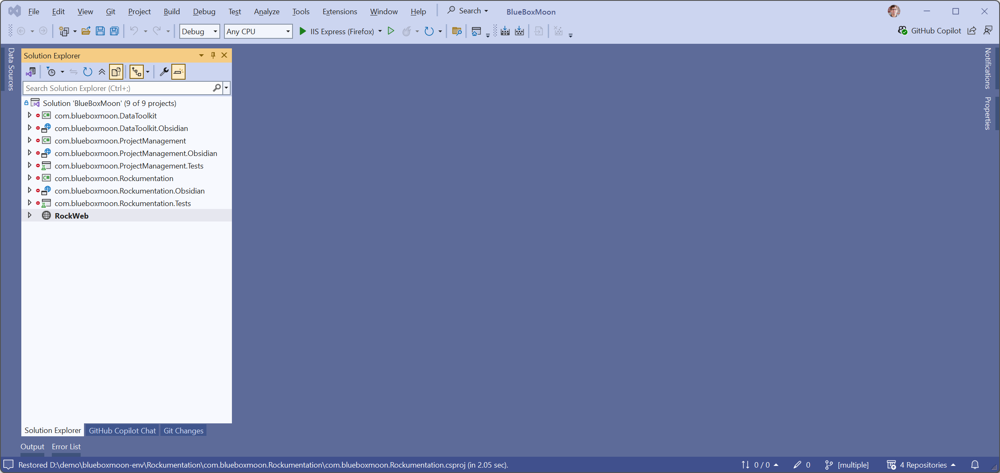 File Edit View Git Project Build Debug Test Analyze Tools Extensions Window Help Search BlueBoxMoon
Debug Any CPU IIS Express (Firefox) GitHub Copilot
Data Sources
Solution Explorer
Search Solution Explorer (Ctrl+;)
Solution 'BlueBoxMoon' (9 of 9 projects)
C# com.blueboxmoon.DataToolkit
com.blueboxmoon.DataToolkit.Obsidian
C# com.blueboxmoon.ProjectManagement
com.blueboxmoon.ProjectManagement.Obsidian
com.blueboxmoon.ProjectManagement.Tests
C# com.blueboxmoon.Rockumentation
com.blueboxmoon.Rockumentation.Obsidian
com.blueboxmoon.Rockumentation.Tests
RockWeb
Notifications
Properties
Solution Explorer GitHub Copilot Chat Git Changes
Output Error List
Restored D:\demo\blueboxmoon-env\Rockumentation\com.blueboxmoon.Rockumentation\com.blueboxmoon.Rockumentation.csproj (in 2.05 sec). 0 / 0 0 [multiple] 4 Repositories